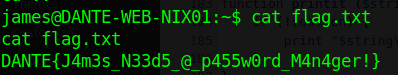 james@DANTE-WEB-NIX01:~$ cat flag.txt
cat flag.txt
DANTE{J4m3s_N33d5_@_p455w0rd_M4n4ger!}